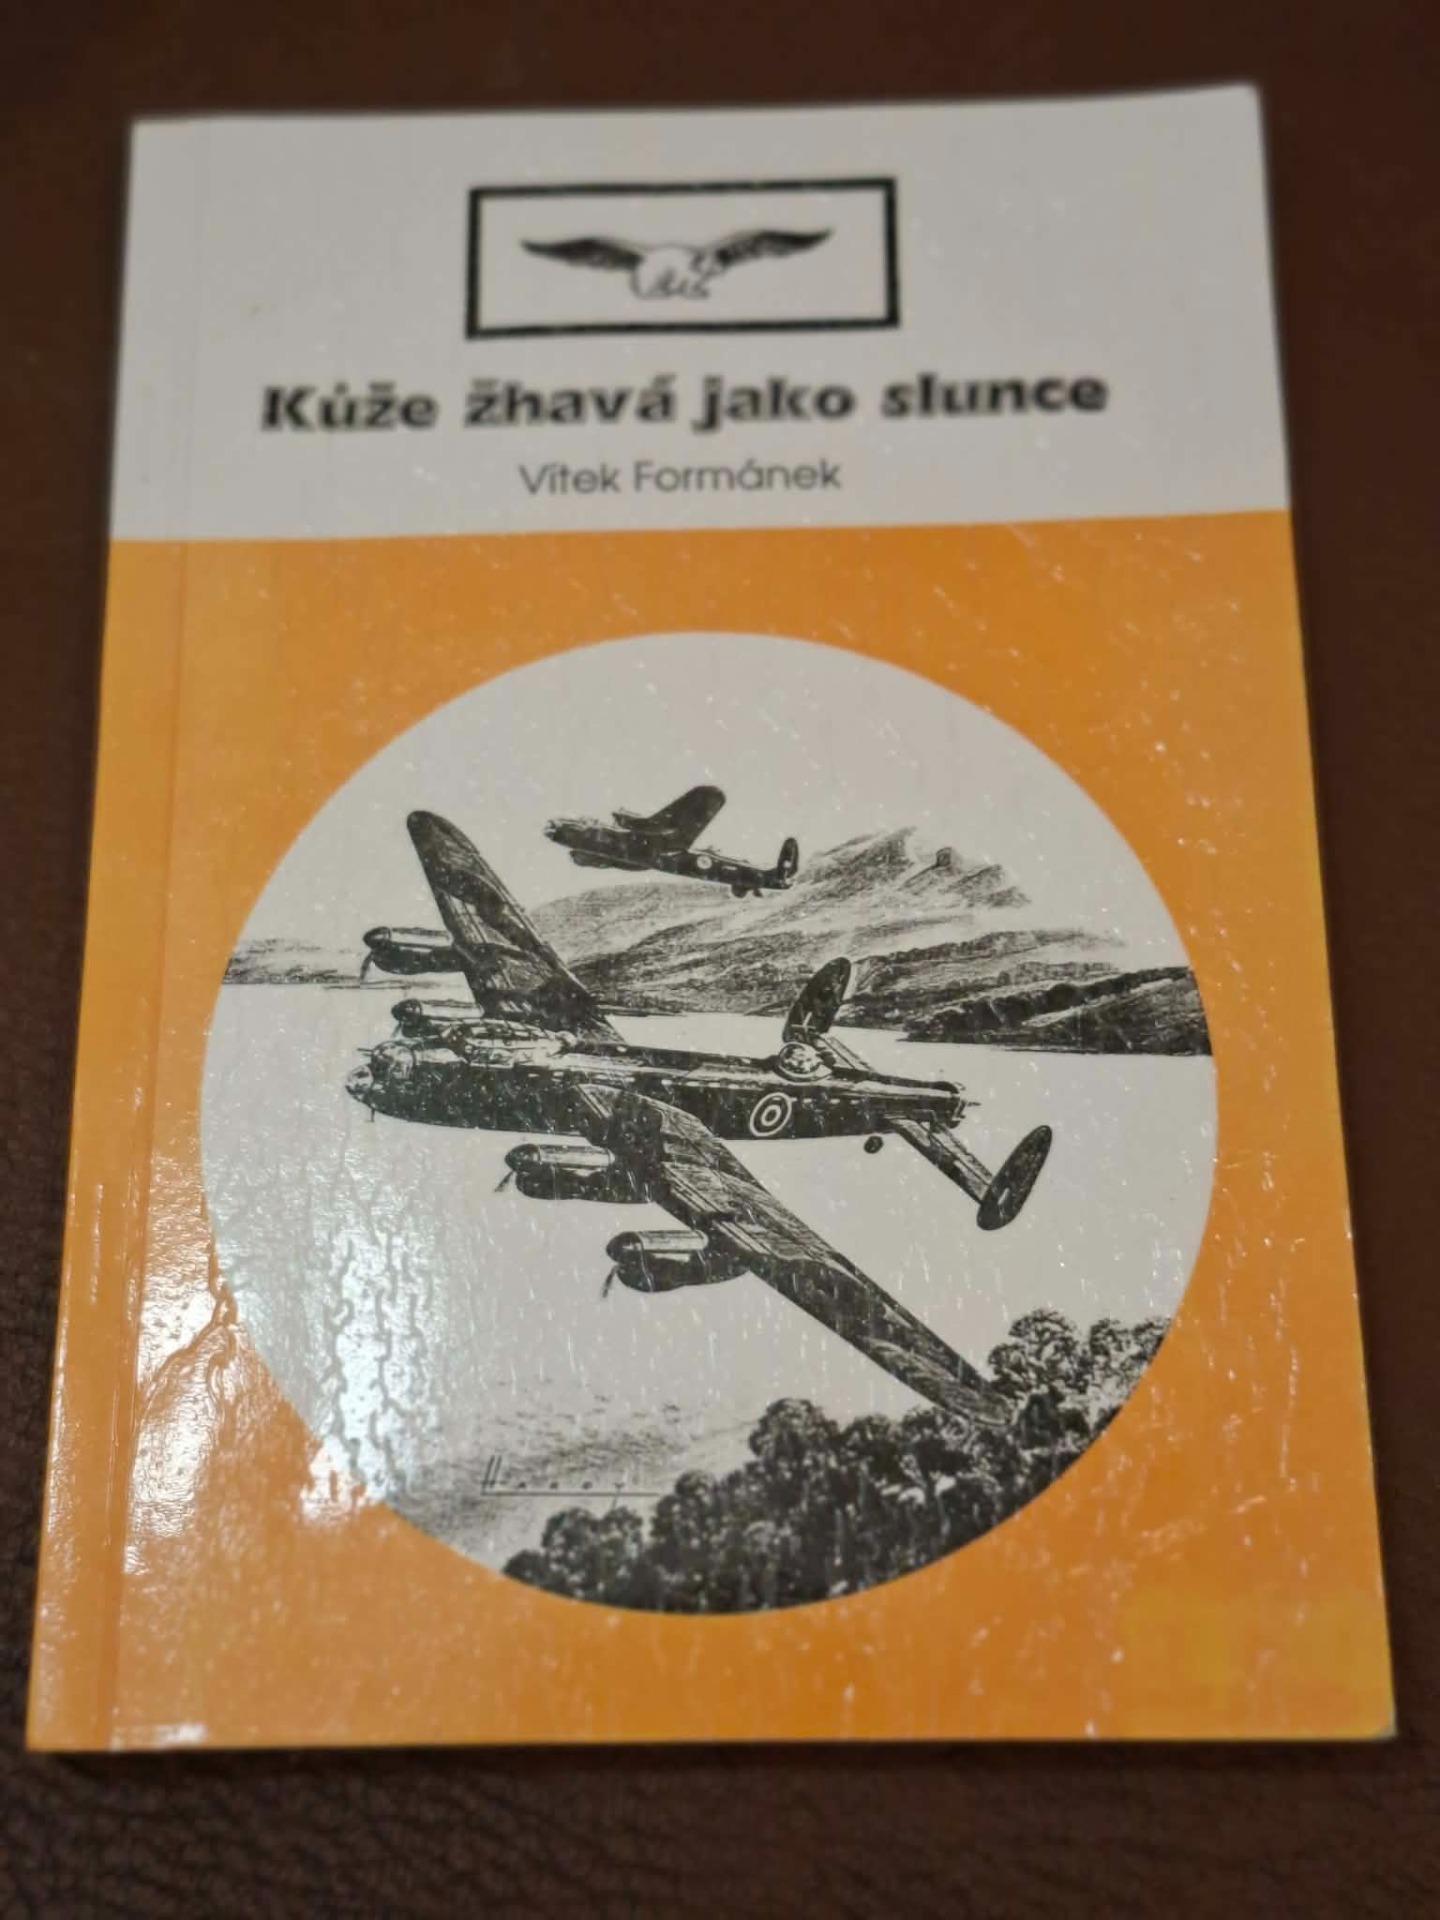 Kůže žhavá jako slunce
Vítek Formánek